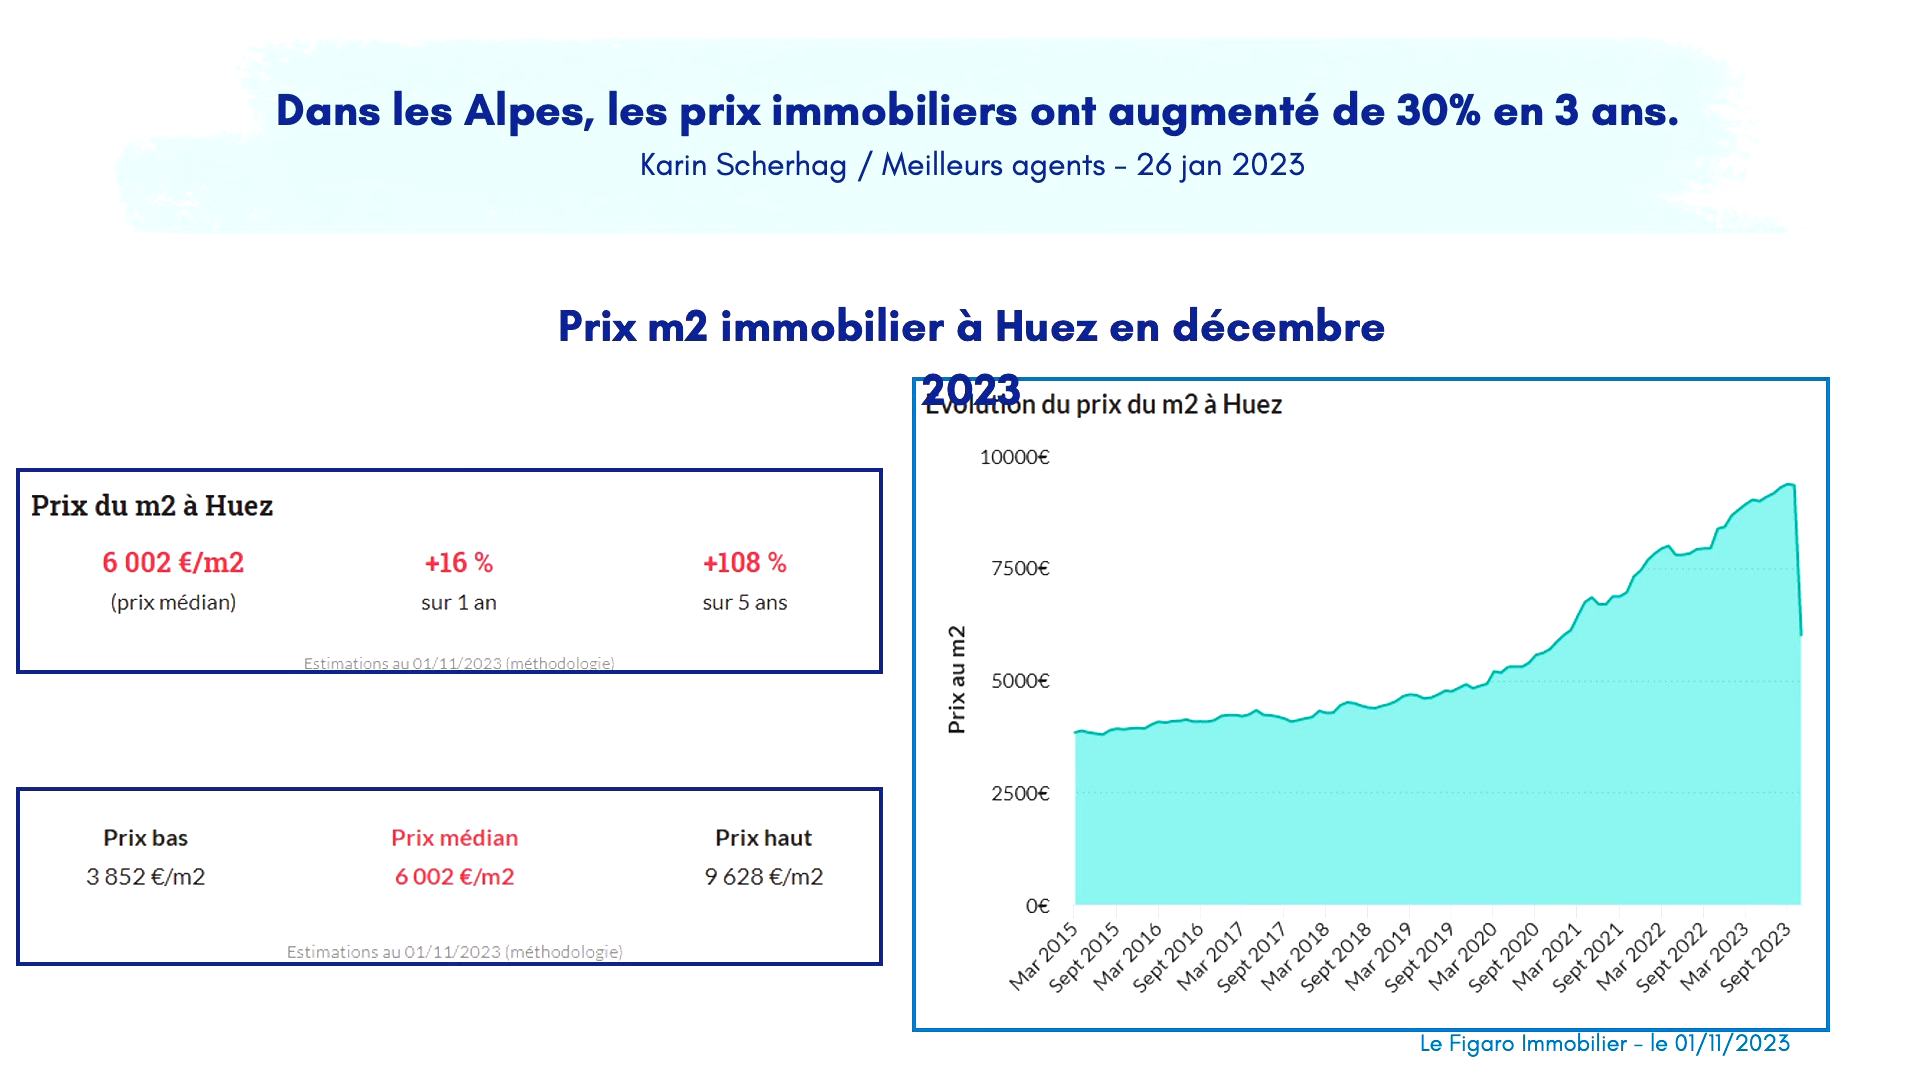 Dans les Alpes, les prix immobiliers ont augmenté de 30% en 3 ans.
Karin Scherhag / Meilleurs agents - 26 jan 2023
Prix m2 immobilier à Huez en décembre
2023
Prix du m2 à Huez
6 002 €/m2 +16 % +108 %
(prix médian) sur 1 an sur 5 ans
Estimations au 01/11/2023 (méthodologie)
Prix bas Prix médian Prix haut
3 852 €/m2 6 002 €/m2 9 628 €/m2
Estimations au 01/11/2023 (méthodologie)
Evolution du prix du m2 à Huez
Prix au m2
10000€
7500€
5000€
2500€
0€
Mar 2015 Sept 2015 Mar 2016 Sept 2016 Mar 2017 Sept 2017 Mar 2018 Sept 2018 Mar 2019 Sept 2019 Mar 2020 Sept 2020 Mar 2021 Sept 2021 Mar 2022 Sept 2022 Mar 2023 Sept 2023
Le Figaro Immobilier - le 01/11/2023